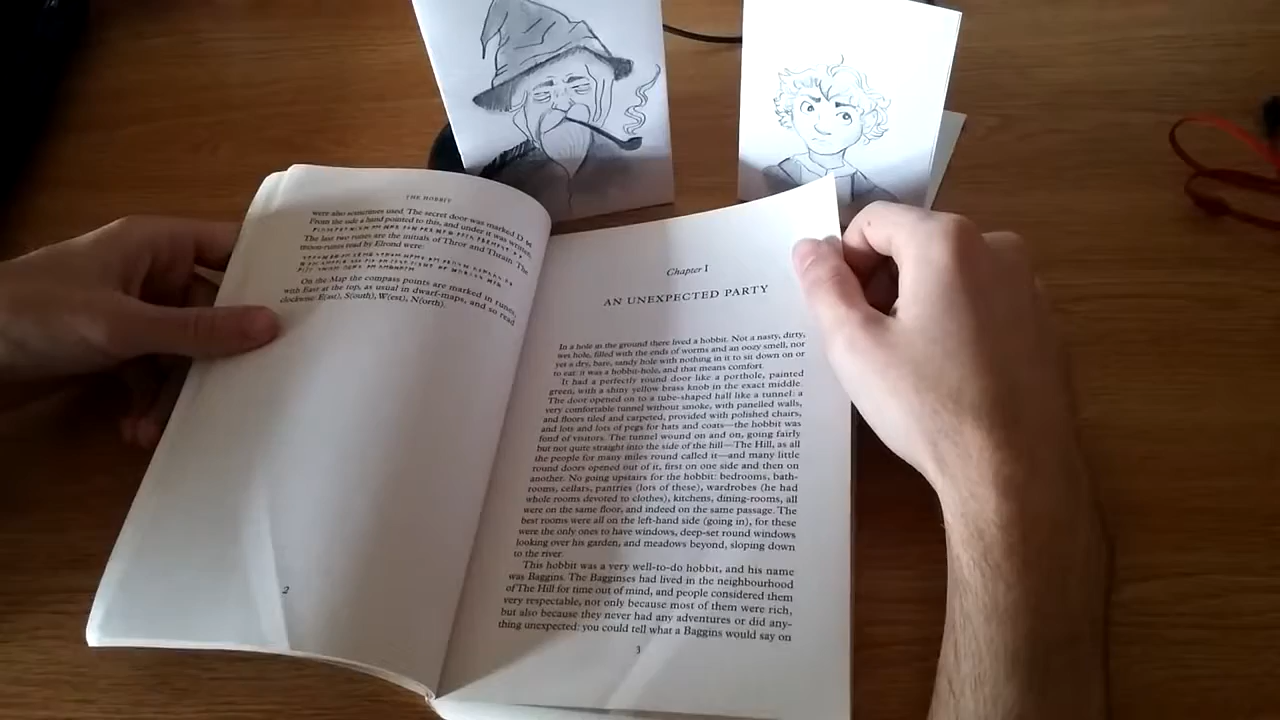 THE HOBBIT
were also sometimes used. The secret door was marked D
From the side a hand pointed to this, and under it was written:
The last two runes are the initials of Thror and Thrain. The
moon-runes read by Elrond were:
On the Map the compass points are marked in runes,
with East at the top, as usual in dwarf-maps, and so read
clockwise: E(ast), S(outh), W(est), N(orth).
2
Chapter I
AN UNEXPECTED PARTY
In a hole in the ground there lived a hobbit. Not a nasty, dirty,
wet hole, filled with the ends of worms and an oozy smell, nor
yet a dry, bare, sandy hole with nothing in it to sit down on or
to eat: it was a hobbit-hole, and that means comfort.
It had a perfectly round door like a porthole, painted
green, with a shiny yellow brass knob in the exact middle.
The door opened on to a tube-shaped hall like a tunnel: a
very comfortable tunnel without smoke, with panelled walls,
and floors tiled and carpeted, provided with polished chairs,
and lots and lots of pegs for hats and coats—the hobbit was
fond of visitors. The tunnel wound on and on, going fairly
but not quite straight into the side of the hill—The Hill, as all
the people for many miles round called it—and many little
round doors opened out of it, first on one side and then on
another. No going upstairs for the hobbit: bedrooms, bath-
rooms, cellars, pantries (lots of these), wardrobes (he had
whole rooms devoted to clothes), kitchens, dining-rooms, all
were on the same floor, and indeed on the same passage. The
best rooms were all on the left-hand side (going in), for these
were the only ones to have windows, deep-set round windows
looking over his garden, and meadows beyond, sloping down
to the river.
This hobbit was a very well-to-do hobbit, and his name
was Baggins. The Bagginses had lived in the neighbourhood
of The Hill for time out of mind, and people considered them
very respectable, not only because most of them were rich,
but also because they never had any adventures or did any-
thing unexpected: you could tell what a Baggins would say on
3